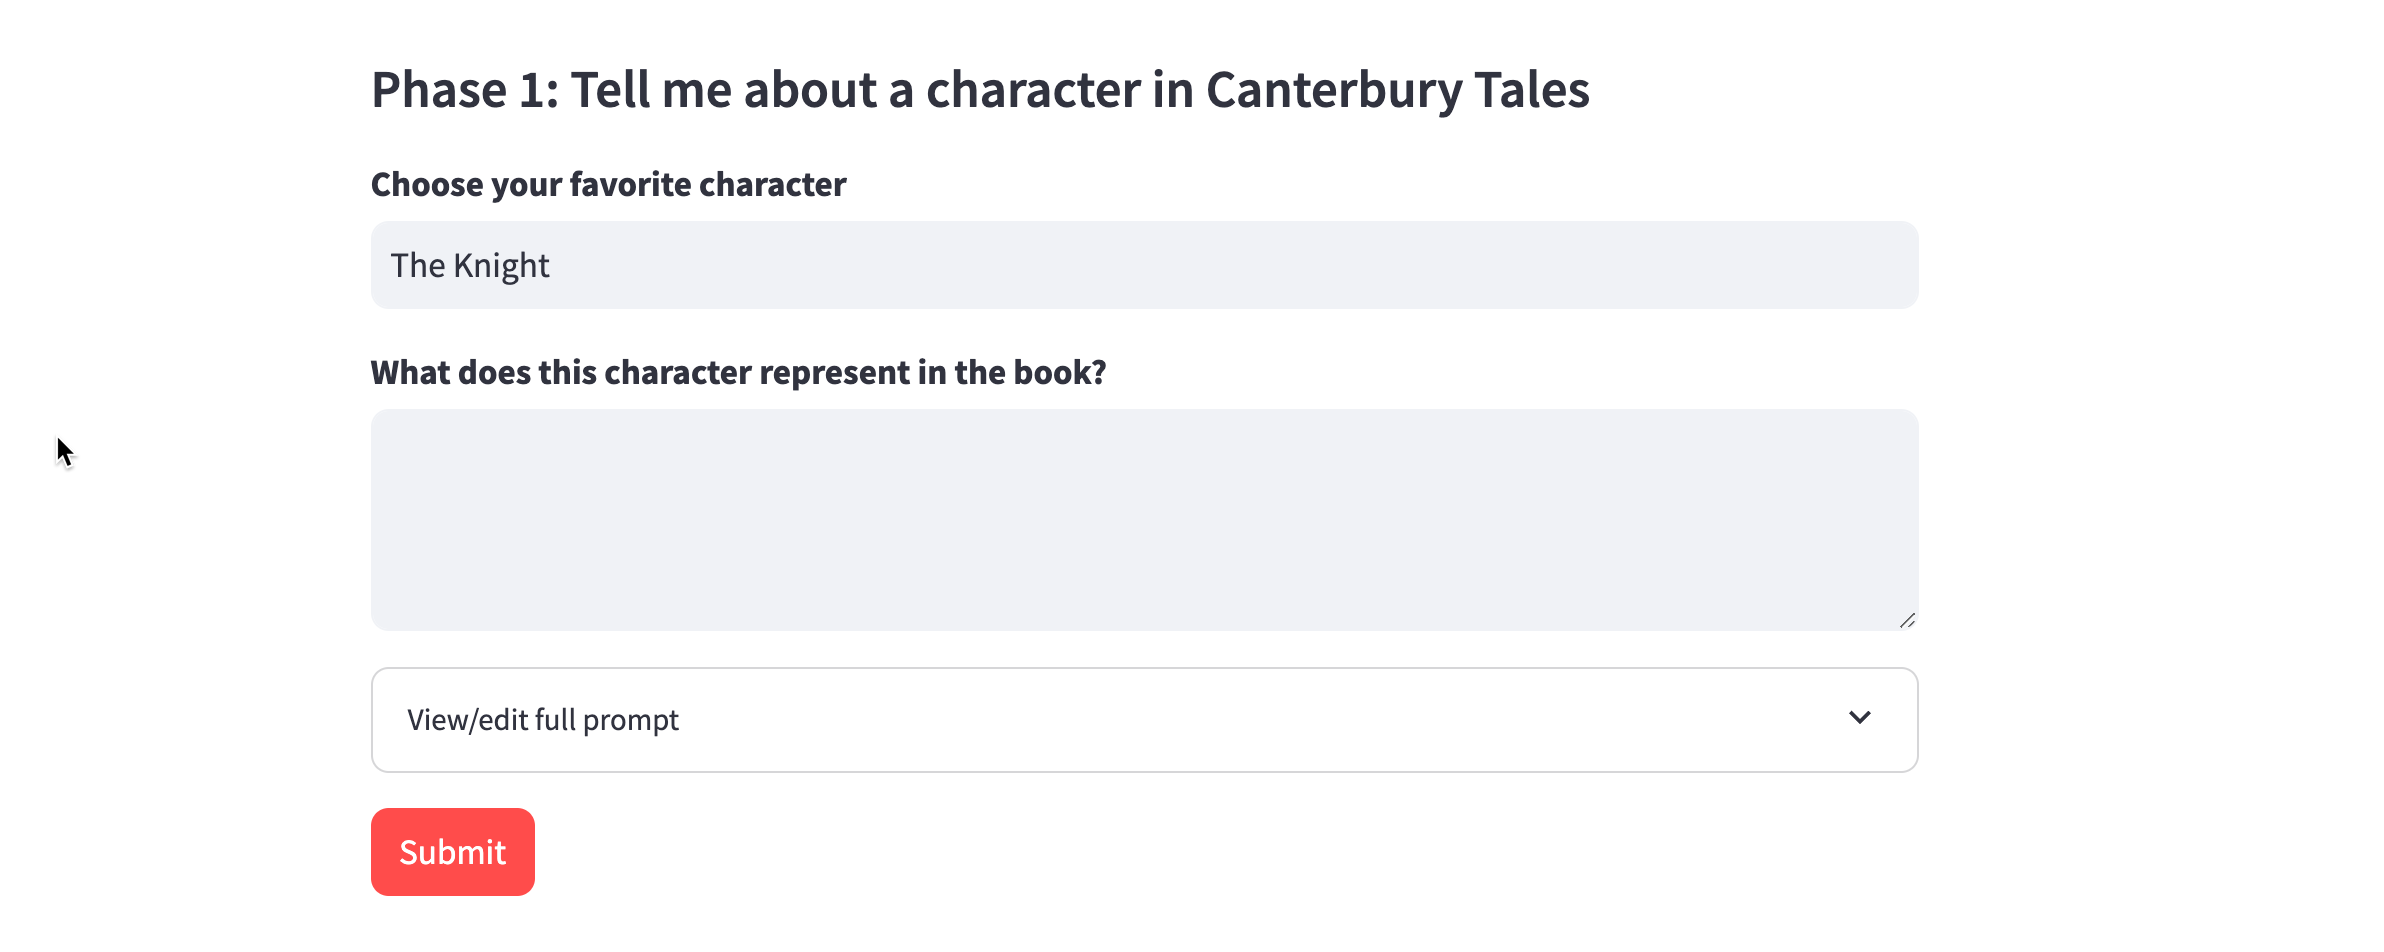 Phase 1: Tell me about a character in Canterbury Tales
Choose your favorite character
The Knight
What does this character represent in the book?
View/edit full prompt
Submit